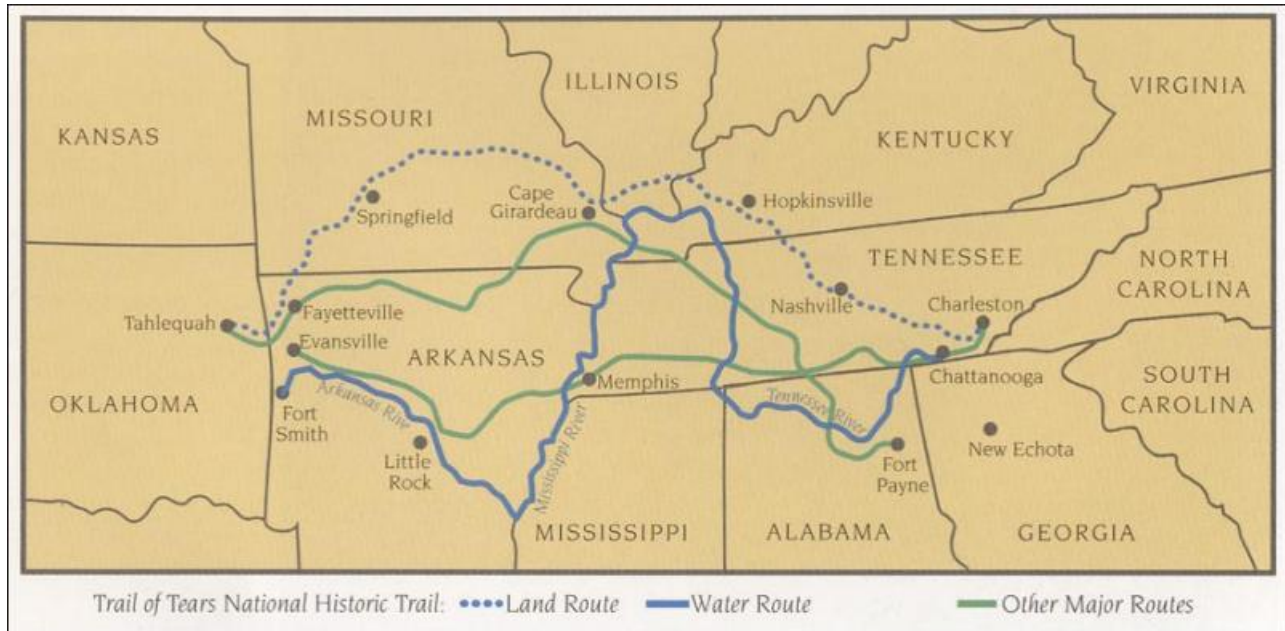 ILLINOIS
VIRGINIA
MISSOURI
KANSAS
KENTUCKY
Cape
Girardeau
Hopkinsville
Springfield
TENNESSEE
NORTH
CAROLINA
Nashville
Charleston
Tahlequah
Fayetteville
Evansville
ARKANSAS
Chattanooga
Memphis
SOUTH
CAROLINA
OKLAHOMA
Arkansas Rive
Tennessee River
Fort
Smith
Mississippi River
Little
Rock
New Echota
Fort
Payne
MISSISSIPPI
ALABAMA
GEORGIA
Trail of Tears National Historic Trail: Land Route Water Route Other Major Routes